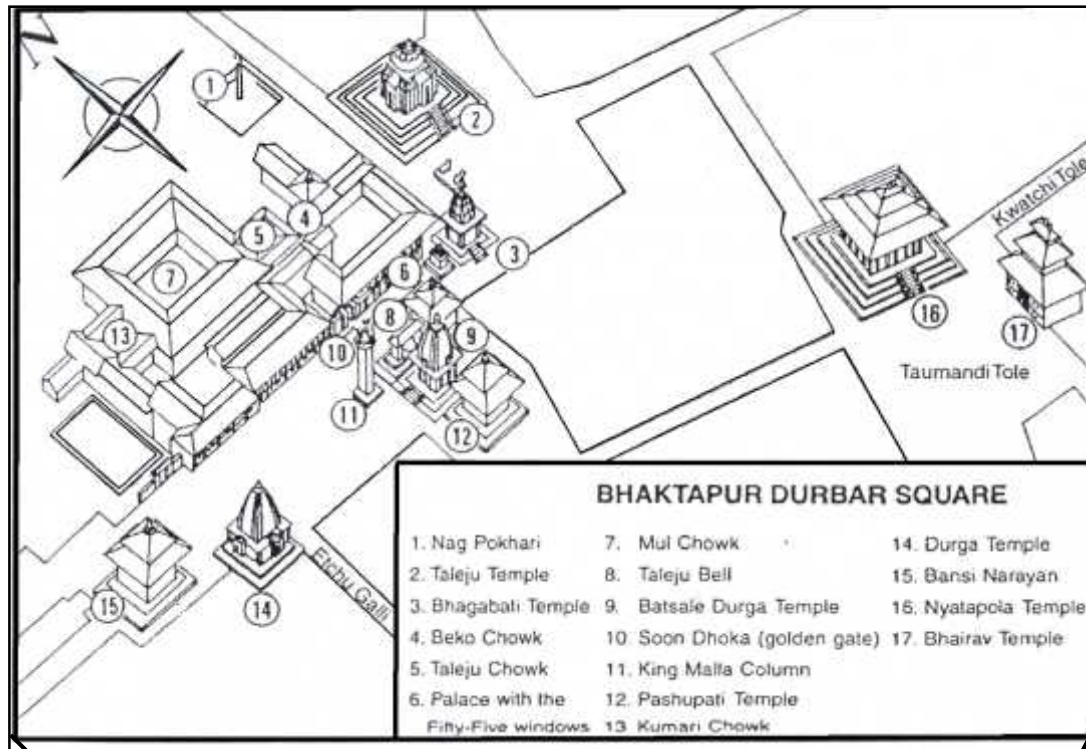 N
1
2
3
4
5
6
7
8
9
10
11
12
13
14
15
16
17
Kwatchi Tole
Taumandi Tole
Etchu Galli
BHAKTAPUR DURBAR SQUARE
1. Nag Pokhari
2. Taleju Temple
3. Bhagabati Temple
4. Beko Chowk
5. Taleju Chowk
6. Palace with the
Fifty-Five windows
7. Mul Chowk
8. Taleju Bell
9. Batsale Durga Temple
10. Soon Dhoka (golden gate)
11. King Malla Column
12. Pashupati Temple
13 Kumari Chowk
14. Durga Temple
15. Bansi Narayan
16. Nyatapola Temple
17. Bhairav Temple